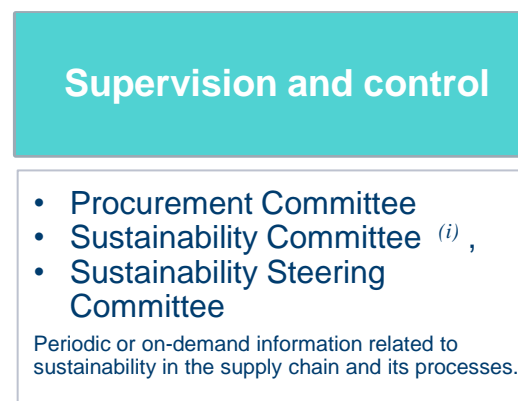 Supervision and control
• Procurement Committee
• Sustainability Committee (i) ,
• Sustainability Steering
Committee
Periodic or on-demand information related to
sustainability in the supply chain and its processes.